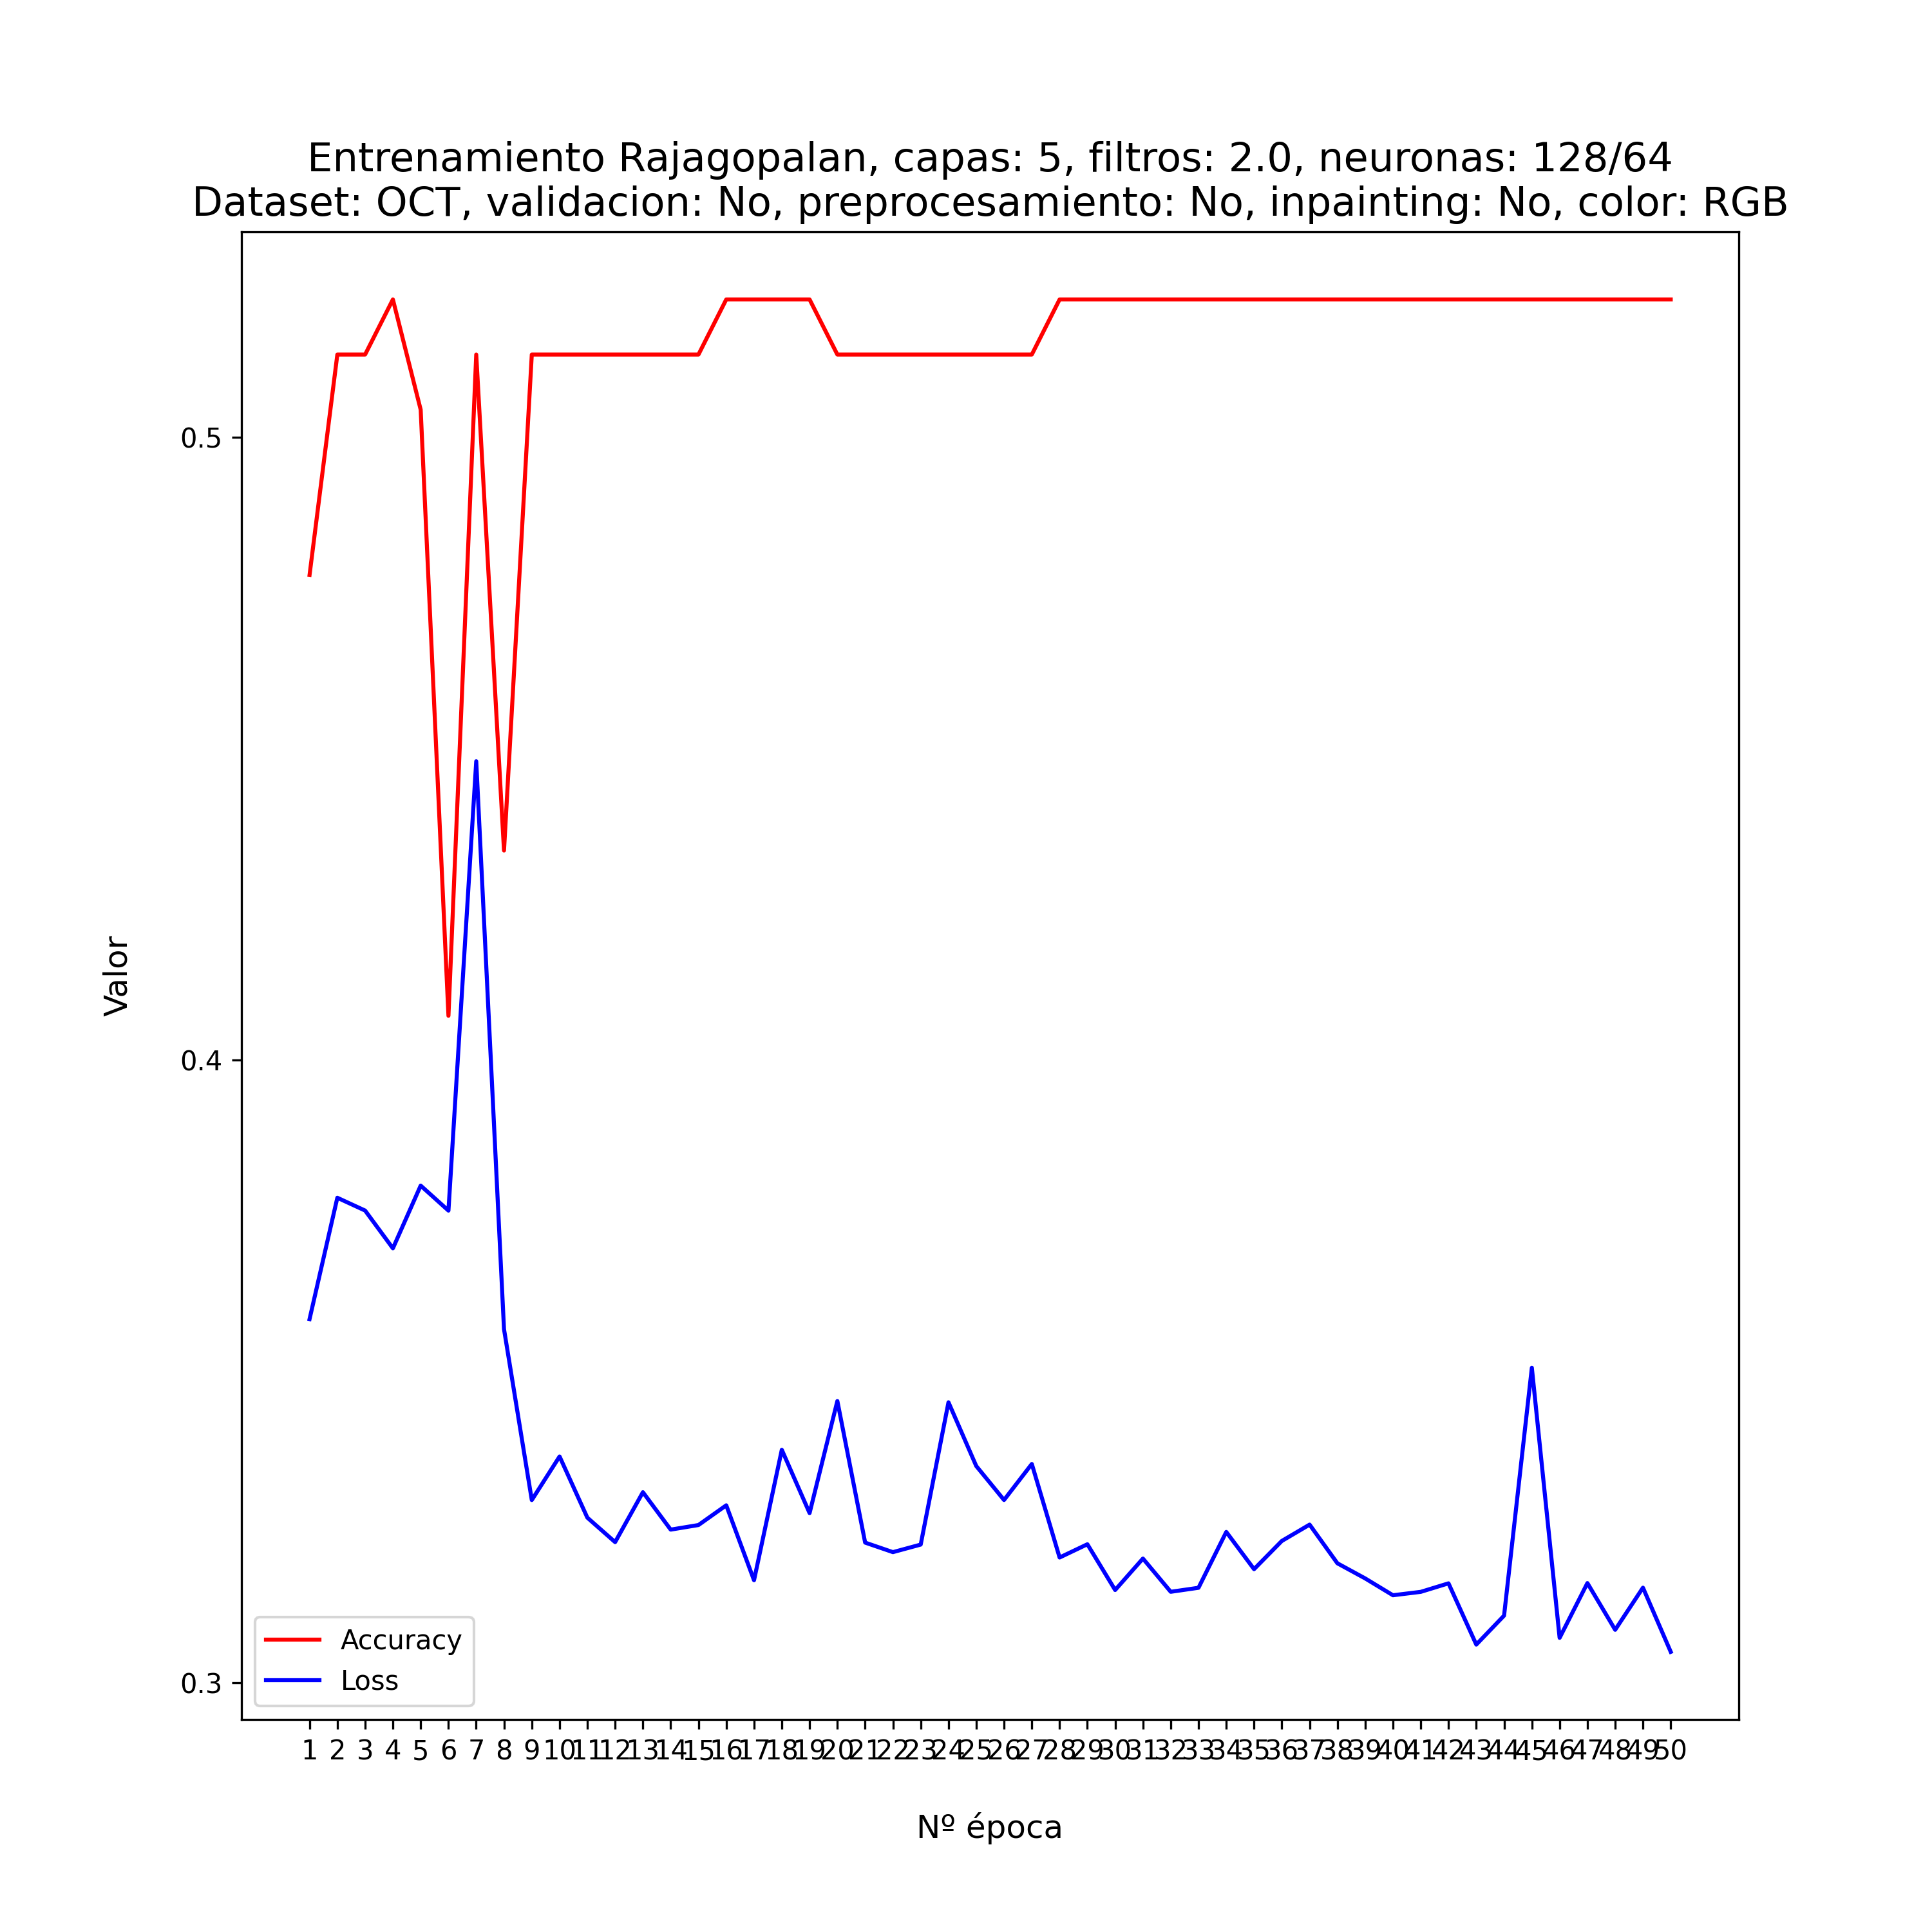 Entrenamiento Rajagopalan, capas: 5, filtros: 2.0, neuronas: 128/64
Dataset: OCT, validacion: No, preprocesamiento: No, inpainting: No, color: RGB
0.5
0.4
0.3
Valor
Accuracy
Loss
1 2 3 4 5 6 7 8 9 10 11 12 13 14 15 16 17 18 19 20 21 22 23 24 25 26 27 28 29 30 31 32 33 34 35 36 37 38 39 40 41 42 43 44 45 46 47 48 49 50
Nº época